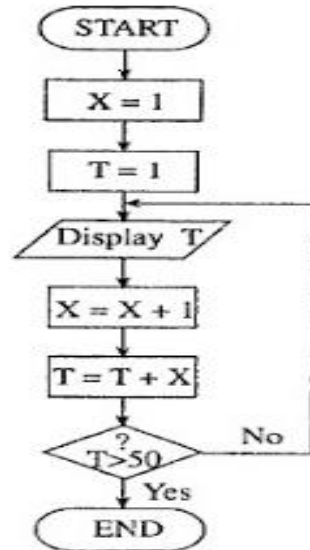 START
X = 1
T = 1
Display T
X = X + 1
T = T + X
?
T>50
No
Yes
END